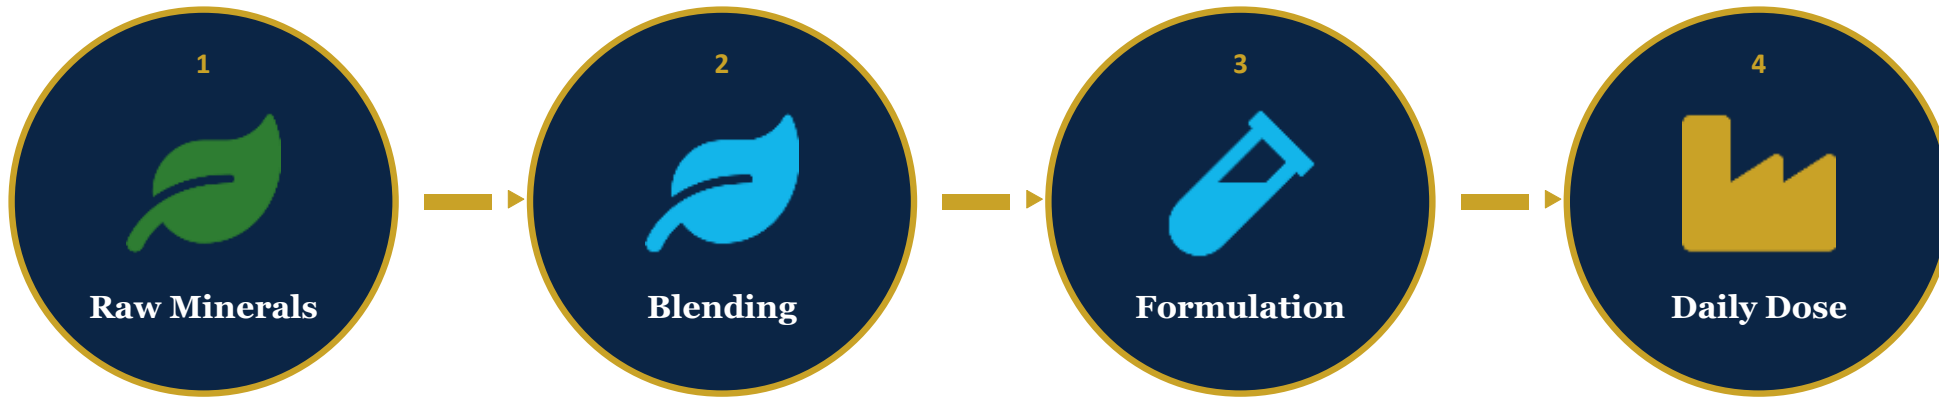 1
Raw Minerals
2
Blending
3
Formulation
4
Daily Dose